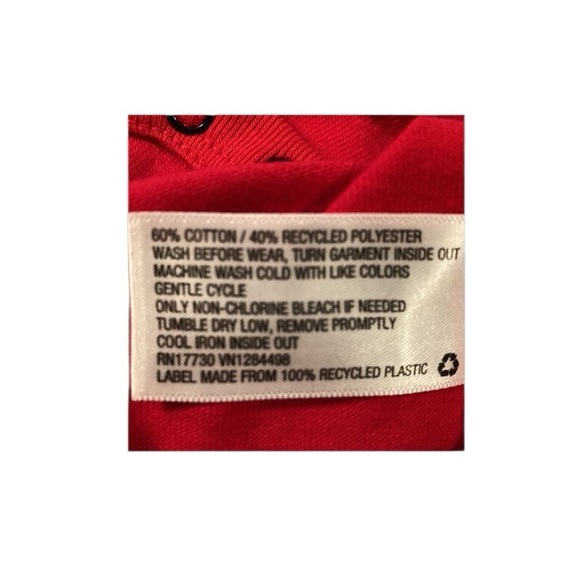 60% COTTON / 40% RECYCLED POLYESTER
WASH BEFORE WEAR, TURN GARMENT INSIDE OUT
MACHINE WASH COLD WITH LIKE COLORS
GENTLE CYCLE
ONLY NON-CHLORINE BLEACH IF NEEDED
TUMBLE DRY LOW, REMOVE PROMPTLY
COOL IRON INSIDE OUT
RN17730 VN1284498
LABEL MADE FROM 100% RECYCLED PLASTIC